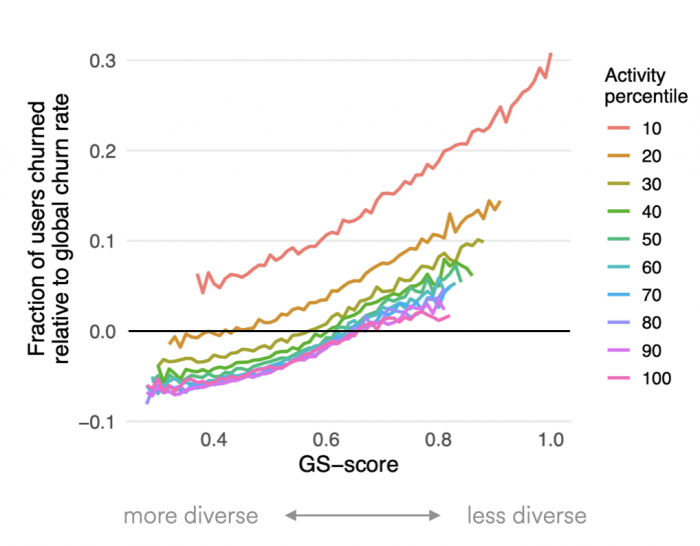 Fraction of users churned
relative to global churn rate
0.3
0.2
0.1
0.0
−0.1
0.4
0.6
0.8
1.0
GS−score
more diverse
less diverse
Activity
percentile
10
20
30
40
50
60
70
80
90
100